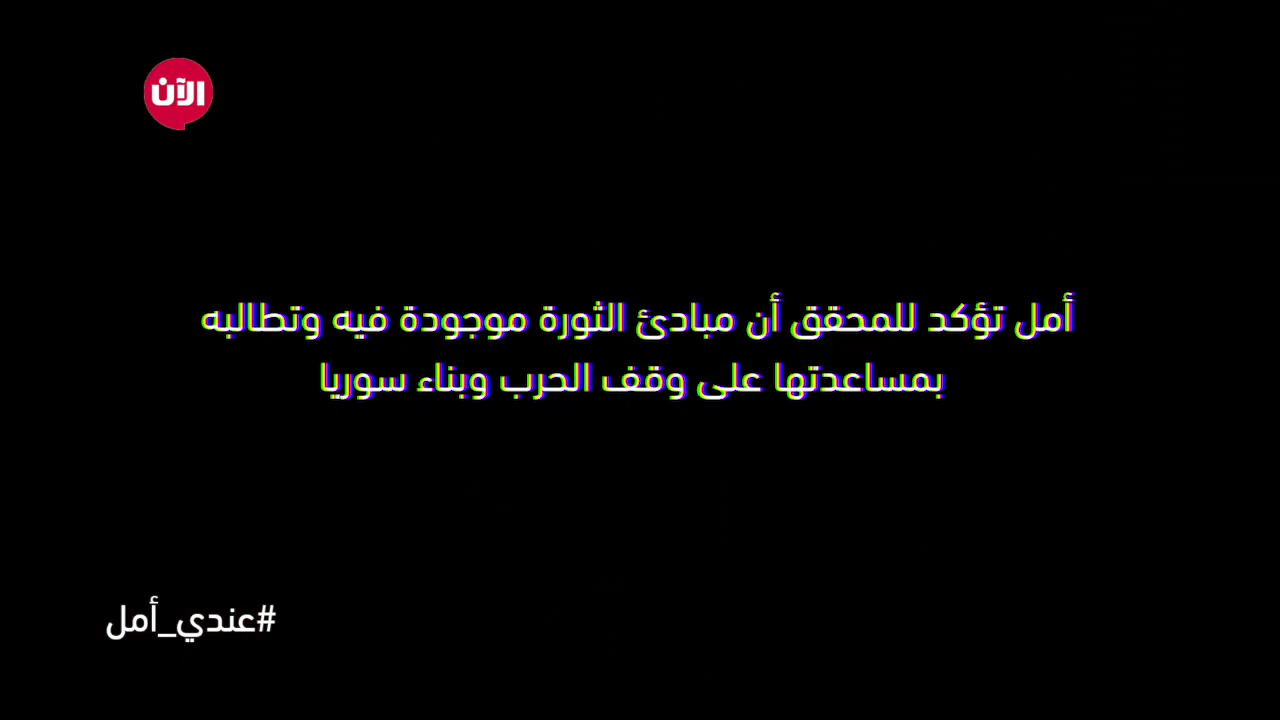 الآن
أمل تؤكد للمحقق أن مبادئ الثورة موجودة فيه وتطالبه
بمساعدتها على وقف الحرب وبناء سوريا
#عندي_أمل